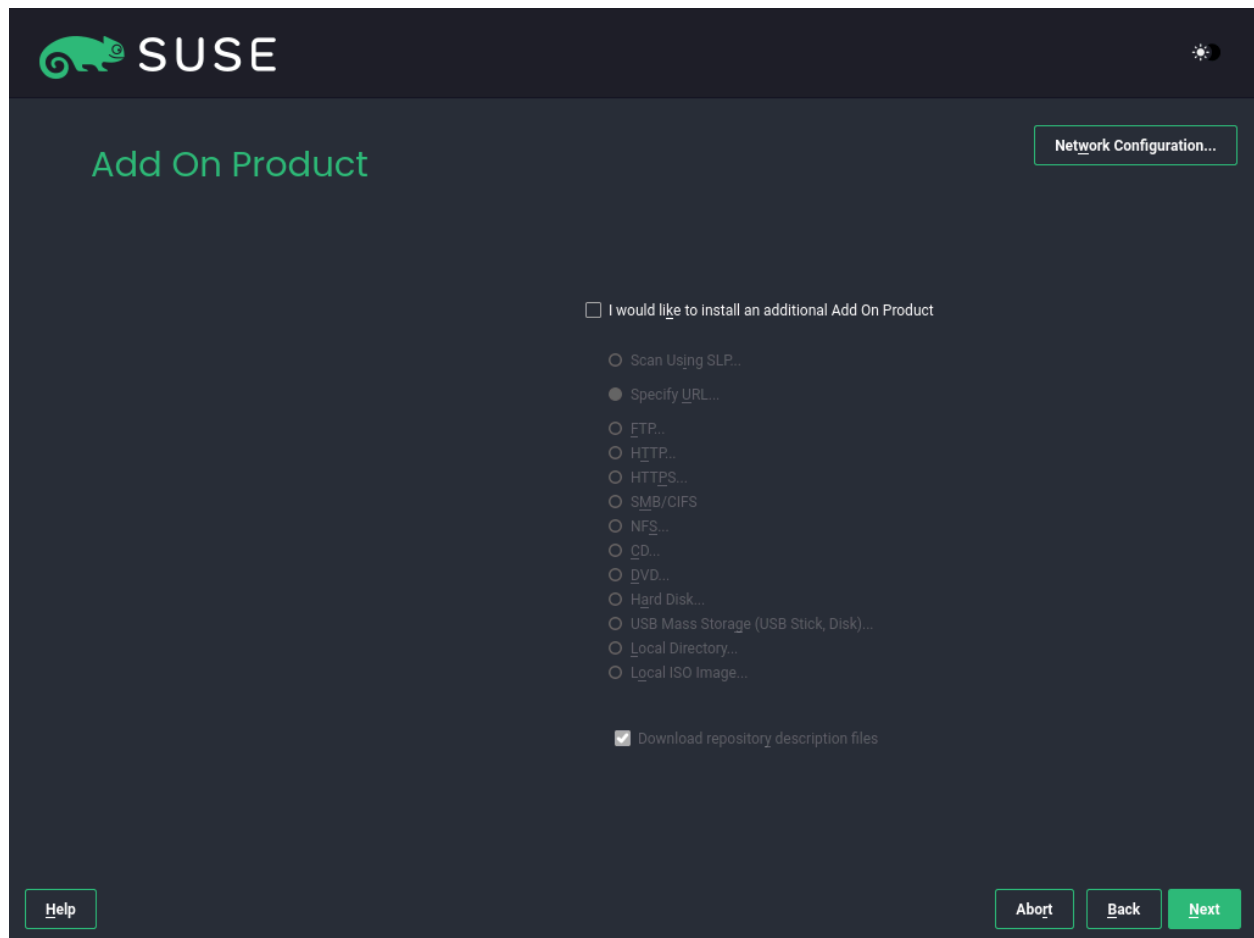 SUSE
Add On Product
Network Configuration...
I would like to install an additional Add On Product
Scan Using SLP...
Specify URL...
FTP...
HTTP...
HTTPS...
SMB/CIFS
NFS...
CD...
DVD...
Hard Disk...
USB Mass Storage (USB Stick, Disk)...
Local Directory...
Local ISO Image...
Download repository description files
Help
Abort
Back
Next